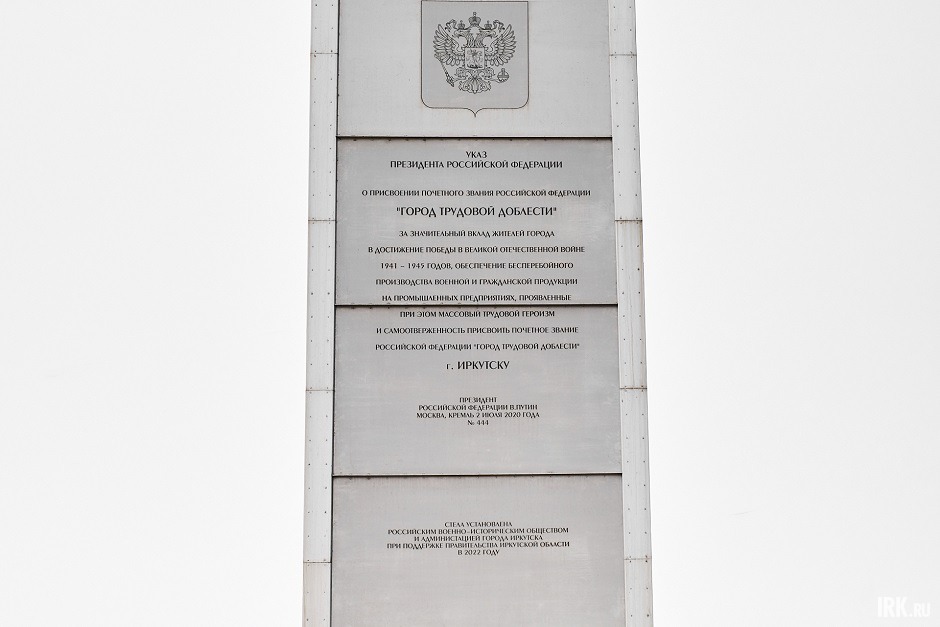 УКАЗ
ПРЕЗИДЕНТА РОССИЙСКОЙ ФЕДЕРАЦИИ
О ПРИСВОЕНИИ ПОЧЕТНОГО ЗВАНИЯ РОССИЙСКОЙ ФЕДЕРАЦИИ
"ГОРОД ТРУДОВОЙ ДОБЛЕСТИ"
ЗА ЗНАЧИТЕЛЬНЫЙ ВКЛАД ЖИТЕЛЕЙ ГОРОДА
В ДОСТИЖЕНИЕ ПОБЕДЫ В ВЕЛИКОЙ ОТЕЧЕСТВЕННОЙ ВОЙНЕ
1941 – 1945 ГОДОВ, ОБЕСПЕЧЕНИЕ БЕСПЕРЕБОЙНОГО
ПРОИЗВОДСТВА ВОЕННОЙ И ГРАЖДАНСКОЙ ПРОДУКЦИИ
НА ПРОМЫШЛЕННЫХ ПРЕДПРИЯТИЯХ, ПРОЯВЛЕННЫЕ
ПРИ ЭТОМ МАССОВЫЙ ТРУДОВОЙ ГЕРОИЗМ
И САМООТВЕРЖЕННОСТЬ ПРИСВОИТЬ ПОЧЕТНОЕ ЗВАНИЕ
РОССИЙСКОЙ ФЕДЕРАЦИИ "ГОРОД ТРУДОВОЙ ДОБЛЕСТИ"
г. ИРКУТСКУ
ПРЕЗИДЕНТ
РОССИЙСКОЙ ФЕДЕРАЦИИ В.ПУТИН
МОСКВА, КРЕМЛЬ 2 ИЮЛЯ 2020 ГОДА
№ 444
СТЕЛА УСТАНОВЛЕНА
РОССИЙСКИМ ВОЕННО-ИСТОРИЧЕСКИМ ОБЩЕСТВОМ
И АДМИСТАЦИЕЙ ГОРОДА ИРКУТСКА
ПРИ ПОДДЕРЖКЕ ПРАВИТЕЛЬСТВА ИРКУТСКОЙ ОБЛАСТИ
В 2022 ГОДУ
IRK.RU